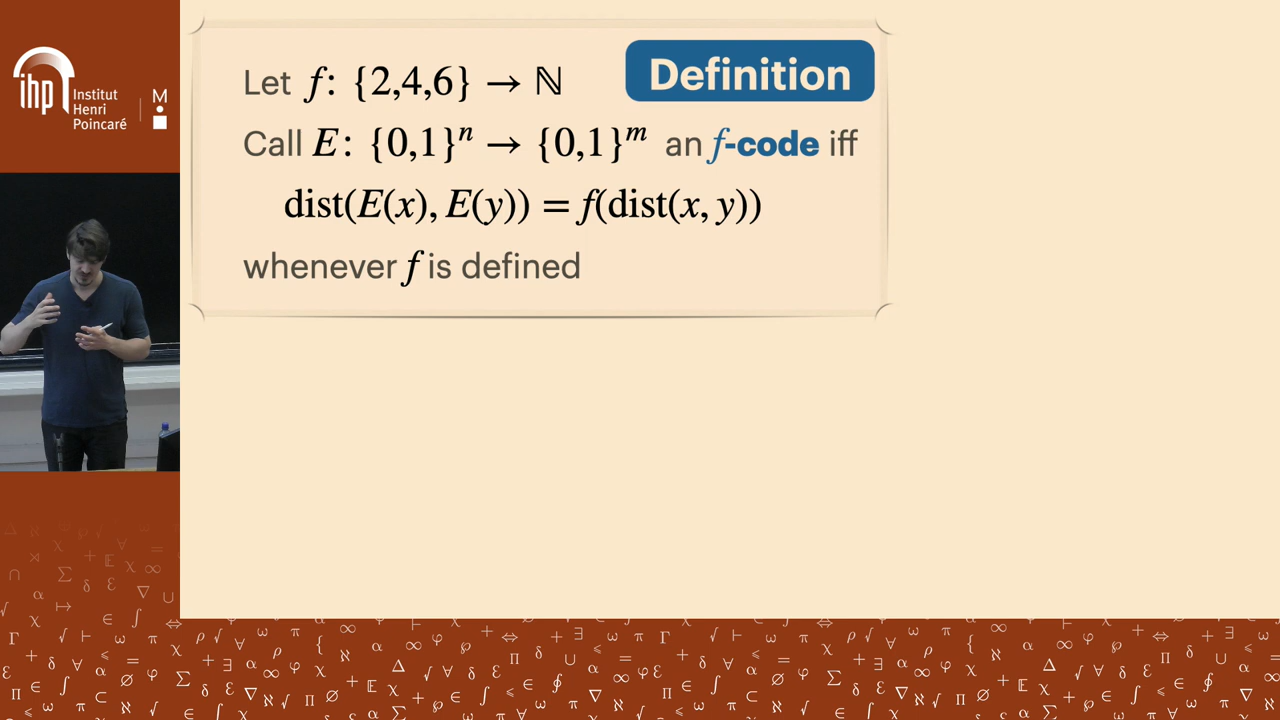 ihp
Institut
Henri
Poincaré
M
Definition
Let f: {2,4,6} → ℕ
Call E: {0,1}ⁿ → {0,1}ᵐ an f-code iff
dist(E(x), E(y)) = f(dist(x, y))
whenever f is defined